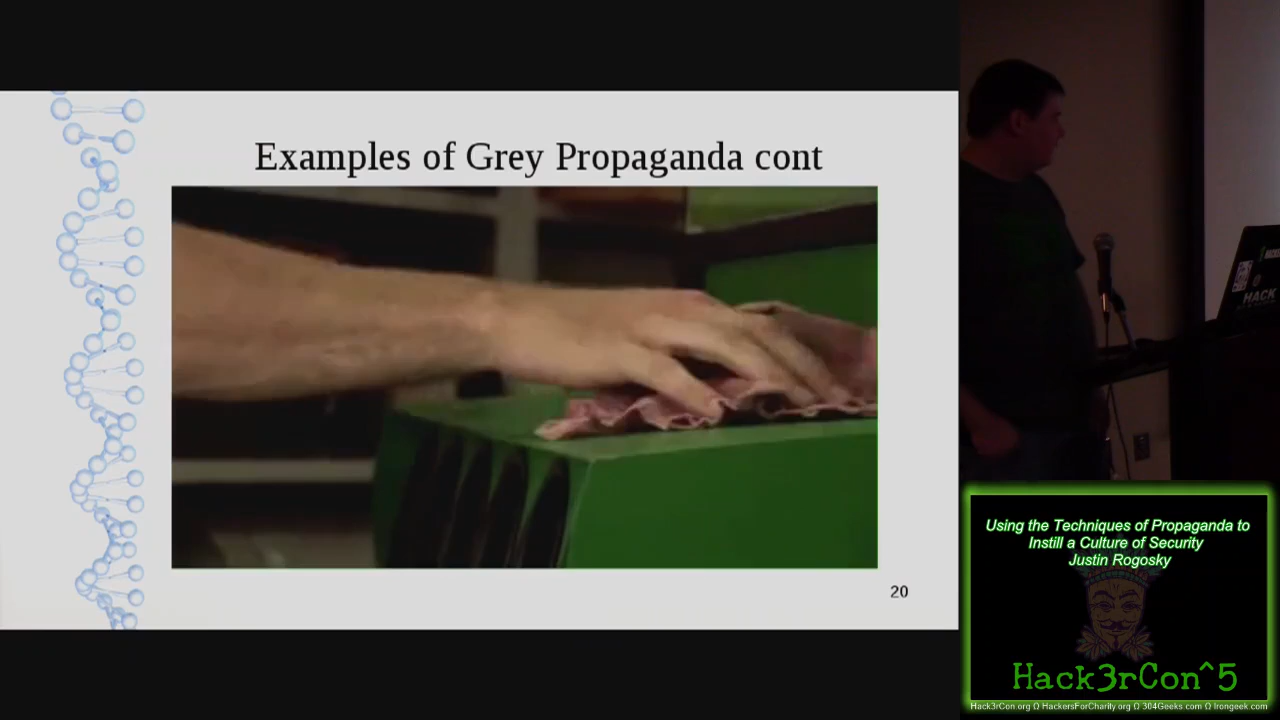 Examples of Grey Propaganda cont
20
HACK
Using the Techniques of Propaganda to
Instill a Culture of Security
Justin Rogosky
Hack3rCon^5
Hack3rCon.org Ω HackersForCharity.org Ω 304Geeks.com Ω Irongeek.com